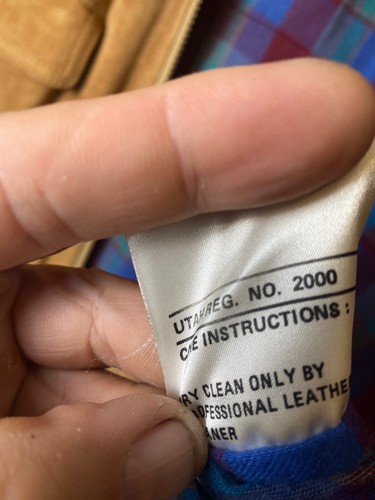 UTAH REG. NO. 2000
CARE INSTRUCTIONS:
DRY CLEAN ONLY BY
PROFESSIONAL LEATHER
CLEANER